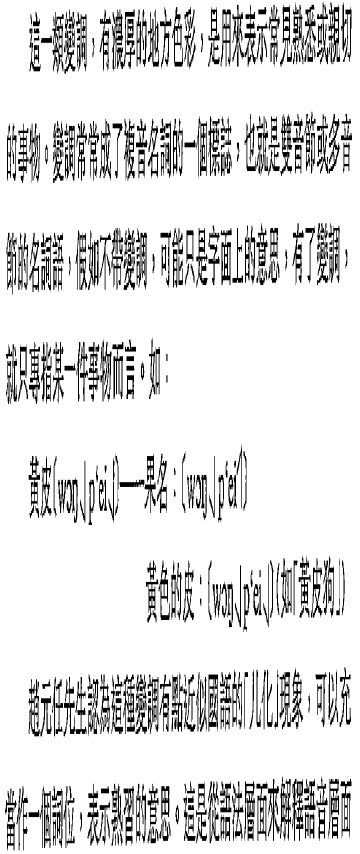 這一類變調，有濃厚的地方色彩，是用來表示常見熟悉或親切
的事物。變調常常成了複音名詞的一個標誌，也就是雙音節或多音
節的名詞語，假如不帶變調，可能只是字面上的意思，有了變調，
就只專指某一件事物而言。如：
黃皮〔wɔŋ˩ p‘ei˩〕——果名：〔wɔŋ˩ p‘ei˧˥〕
黃色的皮：〔wɔŋ˩ p‘ei˩〕（如「黃皮狗」）
趙元任先生認為這種變調有點近似國語的「儿化」現象，可以充
當作一個詞位，表示熟習的意思。這是從語法層面來解釋語音層面